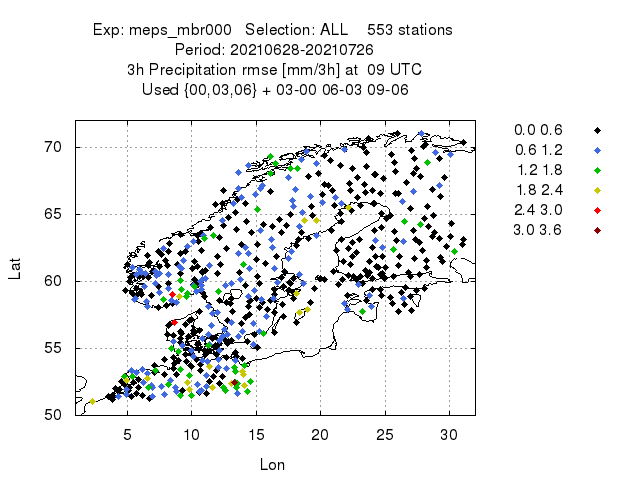 Exp: meps_mbr000 Selection: ALL 553 stations
Period: 20210628-20210726
3h Precipitation rmse [mm/3h] at 09 UTC
Used {00,03,06} + 03-00 06-03 09-06
0.0 0.6
0.6 1.2
1.2 1.8
1.8 2.4
2.4 3.0
3.0 3.6
70
65
60
55
50
Lat
5 10 15 20 25 30
Lon